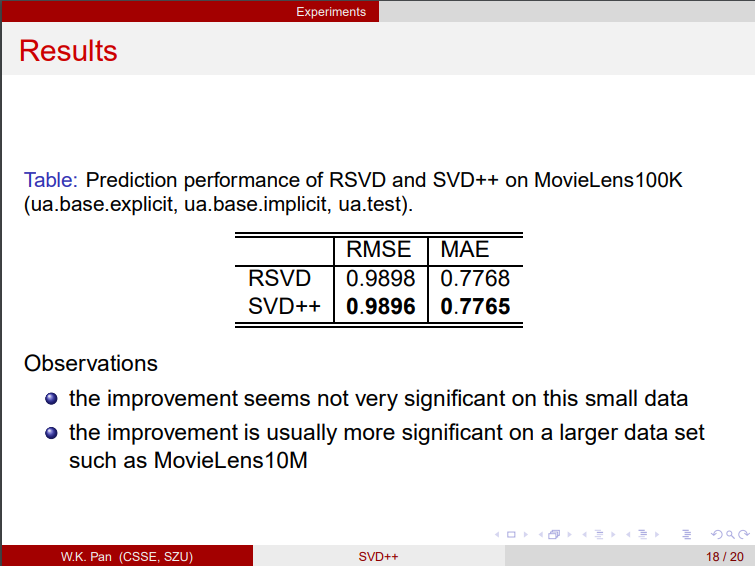 Experiments
Results
Table: Prediction performance of RSVD and SVD++ on MovieLens100K
(ua.base.explicit, ua.base.implicit, ua.test).
RMSE MAE
RSVD 0.9898 0.7768
SVD++ 0.9896 0.7765
Observations
the improvement seems not very significant on this small data
the improvement is usually more significant on a larger data set
such as MovieLens10M
W.K. Pan (CSSE, SZU) SVD++ 18 / 20